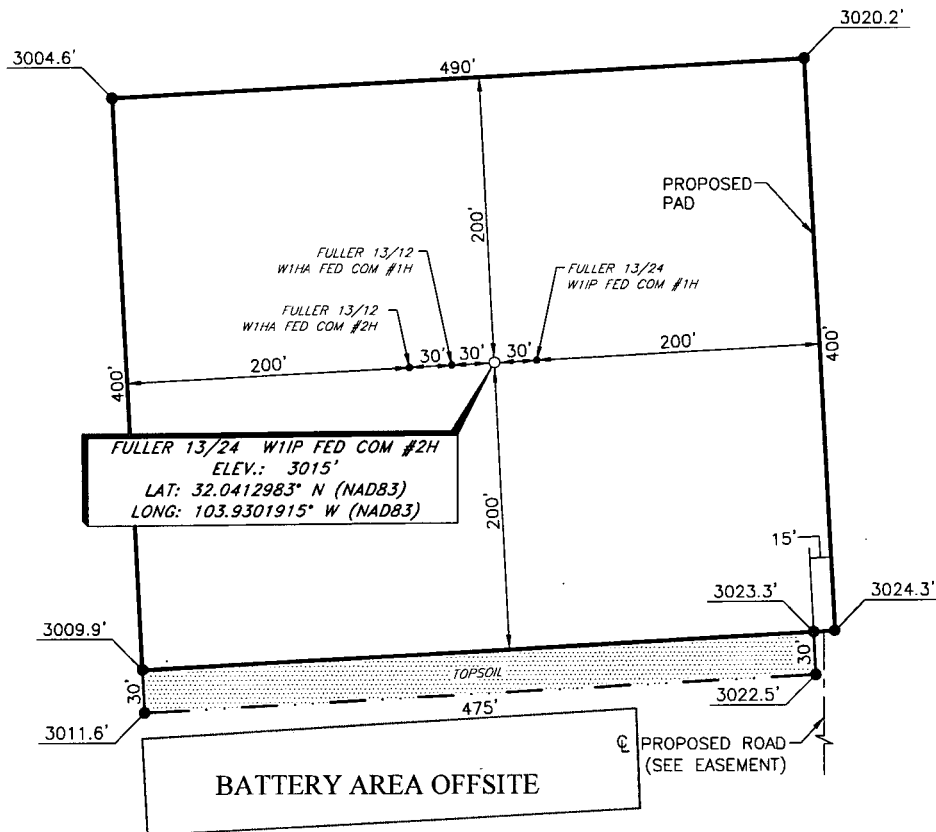 3020.2'
3004.6'
490'
PROPOSED
PAD
200'
FULLER 13/12
W1HA FED COM #1H
FULLER 13/24
W1IP FED COM #1H
FULLER 13/12
W1HA FED COM #2H
30'
30'
30'
200'
200'
400'
400'
FULLER 13/24 W1IP FED COM #2H
ELEV.: 3015'
LAT: 32.0412983° N (NAD83)
LONG: 103.9301915° W (NAD83)
200'
15'
3023.3'
3024.3'
3009.9'
TOPSOIL
30'
30'
3022.5'
475'
3011.6'
℄ PROPOSED ROAD
(SEE EASEMENT)
BATTERY AREA OFFSITE